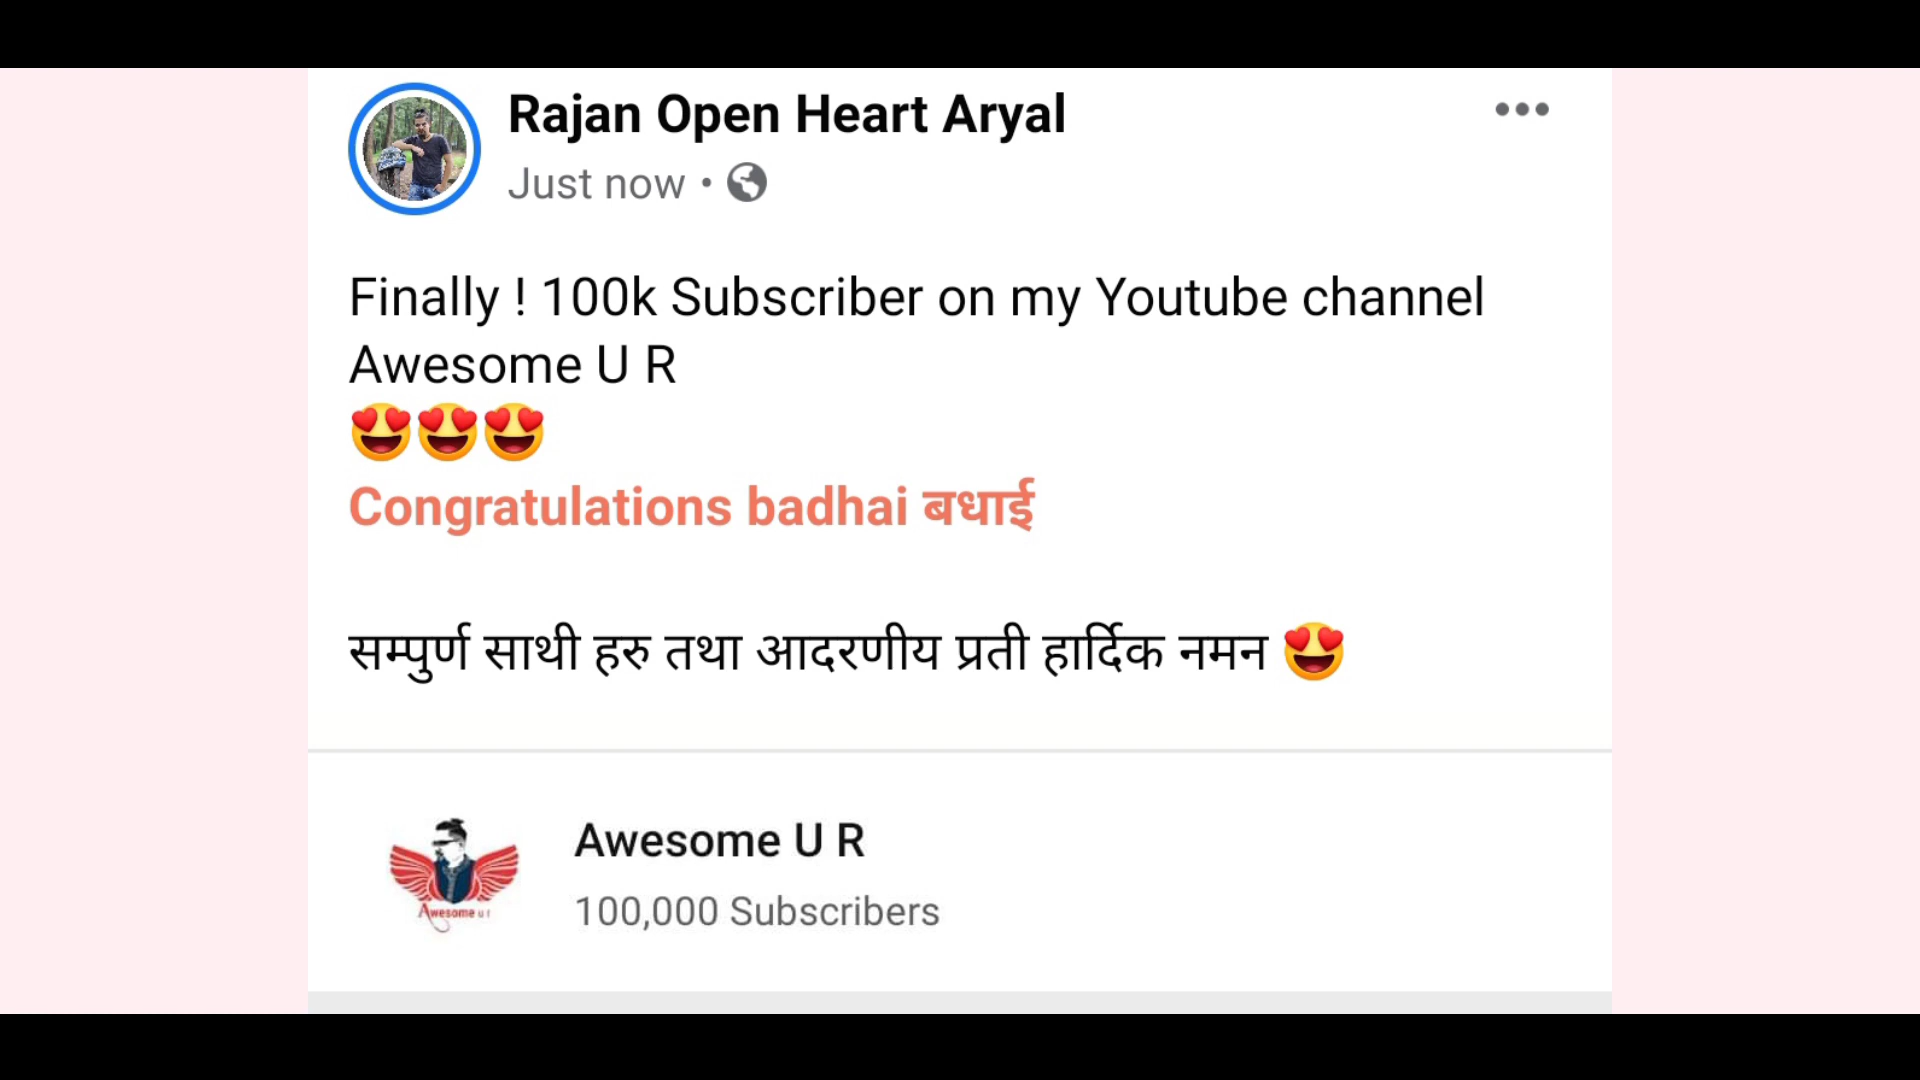 Rajan Open Heart Aryal
Just now •
Finally ! 100k Subscriber on my Youtube channel
Awesome U R
😍😍😍
Congratulations badhai बधाई
सम्पुर्ण साथी हरु तथा आदरणीय प्रती हार्दिक नमन 😍
Awesome U R
Awesome u r
100,000 Subscribers